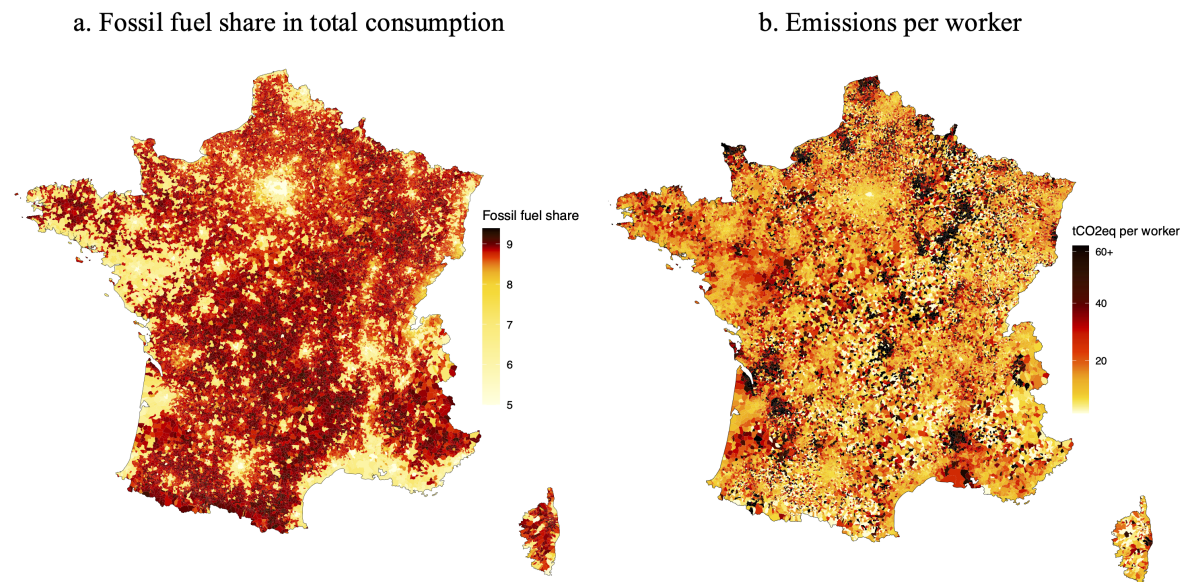 a. Fossil fuel share in total consumption
b. Emissions per worker
Fossil fuel share
9
8
7
6
5
tCO2eq per worker
60+
40
20